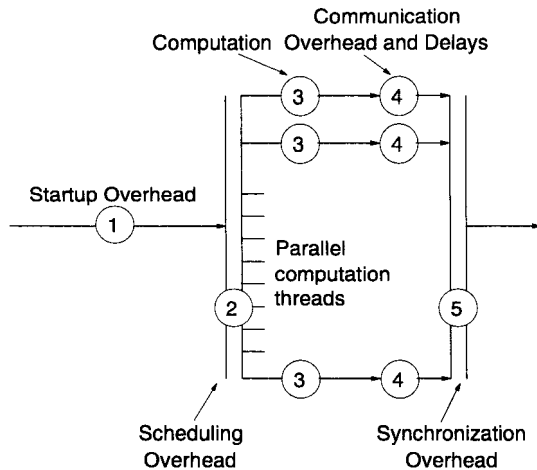 Communication
Computation
Overhead and Delays
3
4
3
4
Startup Overhead
1
Parallel
computation
threads
2
5
3
4
Scheduling
Overhead
Synchronization
Overhead